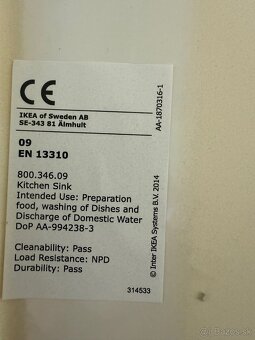 CE
IKEA of Sweden AB
SE-343 81 Älmhult
09
EN 13310
800.346.09
Kitchen Sink
Intended Use: Preparation
food, washing of Dishes and
Discharge of Domestic Water
DoP AA-994238-3
Cleanability: Pass
Load Resistance: NPD
Durability: Pass
314533
AA-1870316-1
© Inter IKEA Systems B.V. 2014